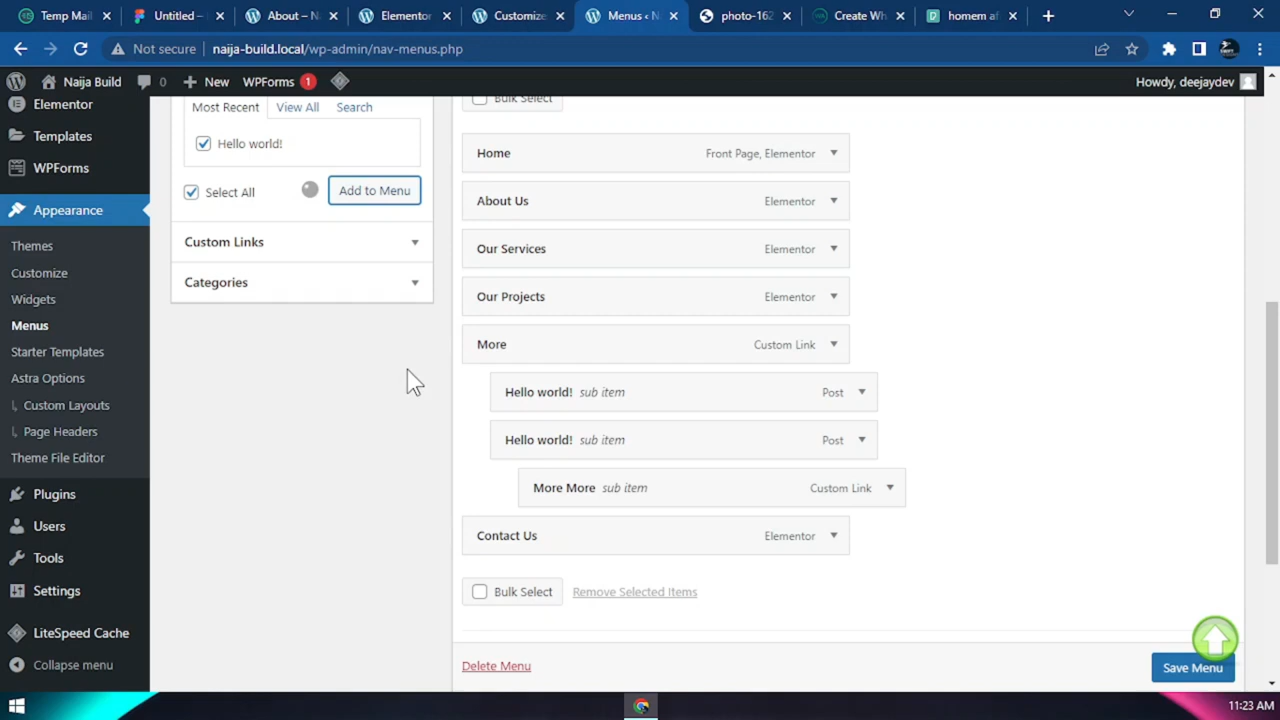 Temp Mail
Untitled –
About – N
Elementor
Customize
Menus ‹ N
photo-162
Create Wh
homem af
Not secure
naija-build.local/wp-admin/nav-menus.php
Naija Build
0
New
WPForms 1
Howdy, deejaydev
Elementor
Templates
WPForms
Appearance
Themes
Customize
Widgets
Menus
Starter Templates
Astra Options
Custom Layouts
Page Headers
Theme File Editor
Plugins
Users
Tools
Settings
LiteSpeed Cache
Collapse menu
Most Recent
View All
Search
Hello world!
Select All
Add to Menu
Custom Links
Categories
Bulk Select
Home
Front Page, Elementor
About Us
Elementor
Our Services
Elementor
Our Projects
Elementor
More
Custom Link
Hello world! sub item
Post
Hello world! sub item
Post
More More sub item
Custom Link
Contact Us
Elementor
Bulk Select
Remove Selected Items
Delete Menu
Save Menu
11:23 AM